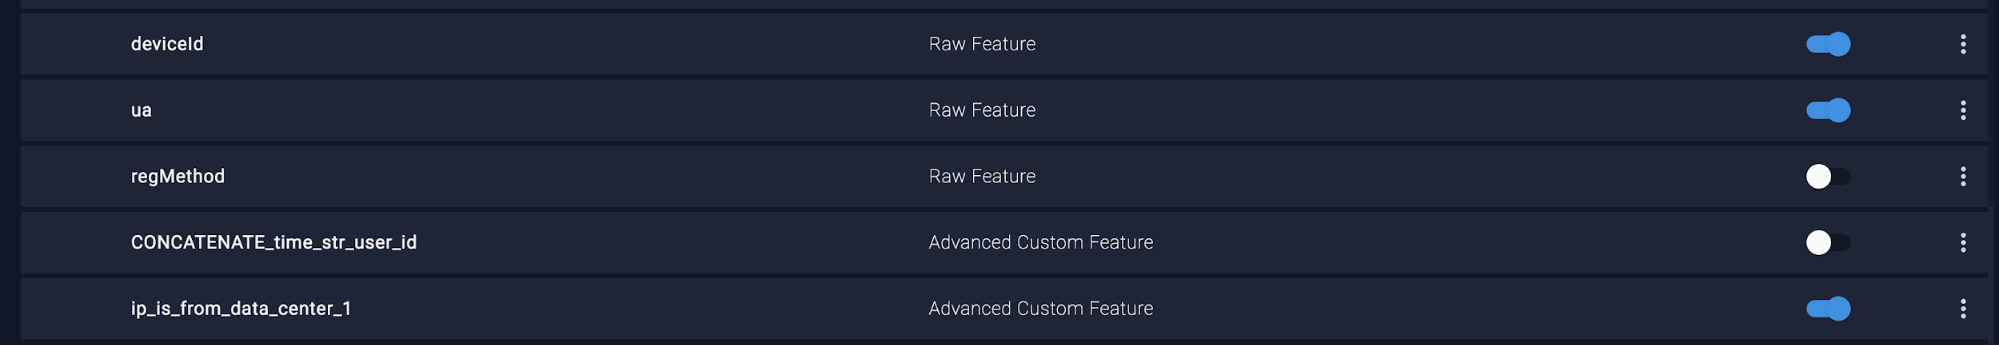 deviceId Raw Feature
ua Raw Feature
regMethod Raw Feature
CONCATENATE_time_str_user_id Advanced Custom Feature
ip_is_from_data_center_1 Advanced Custom Feature